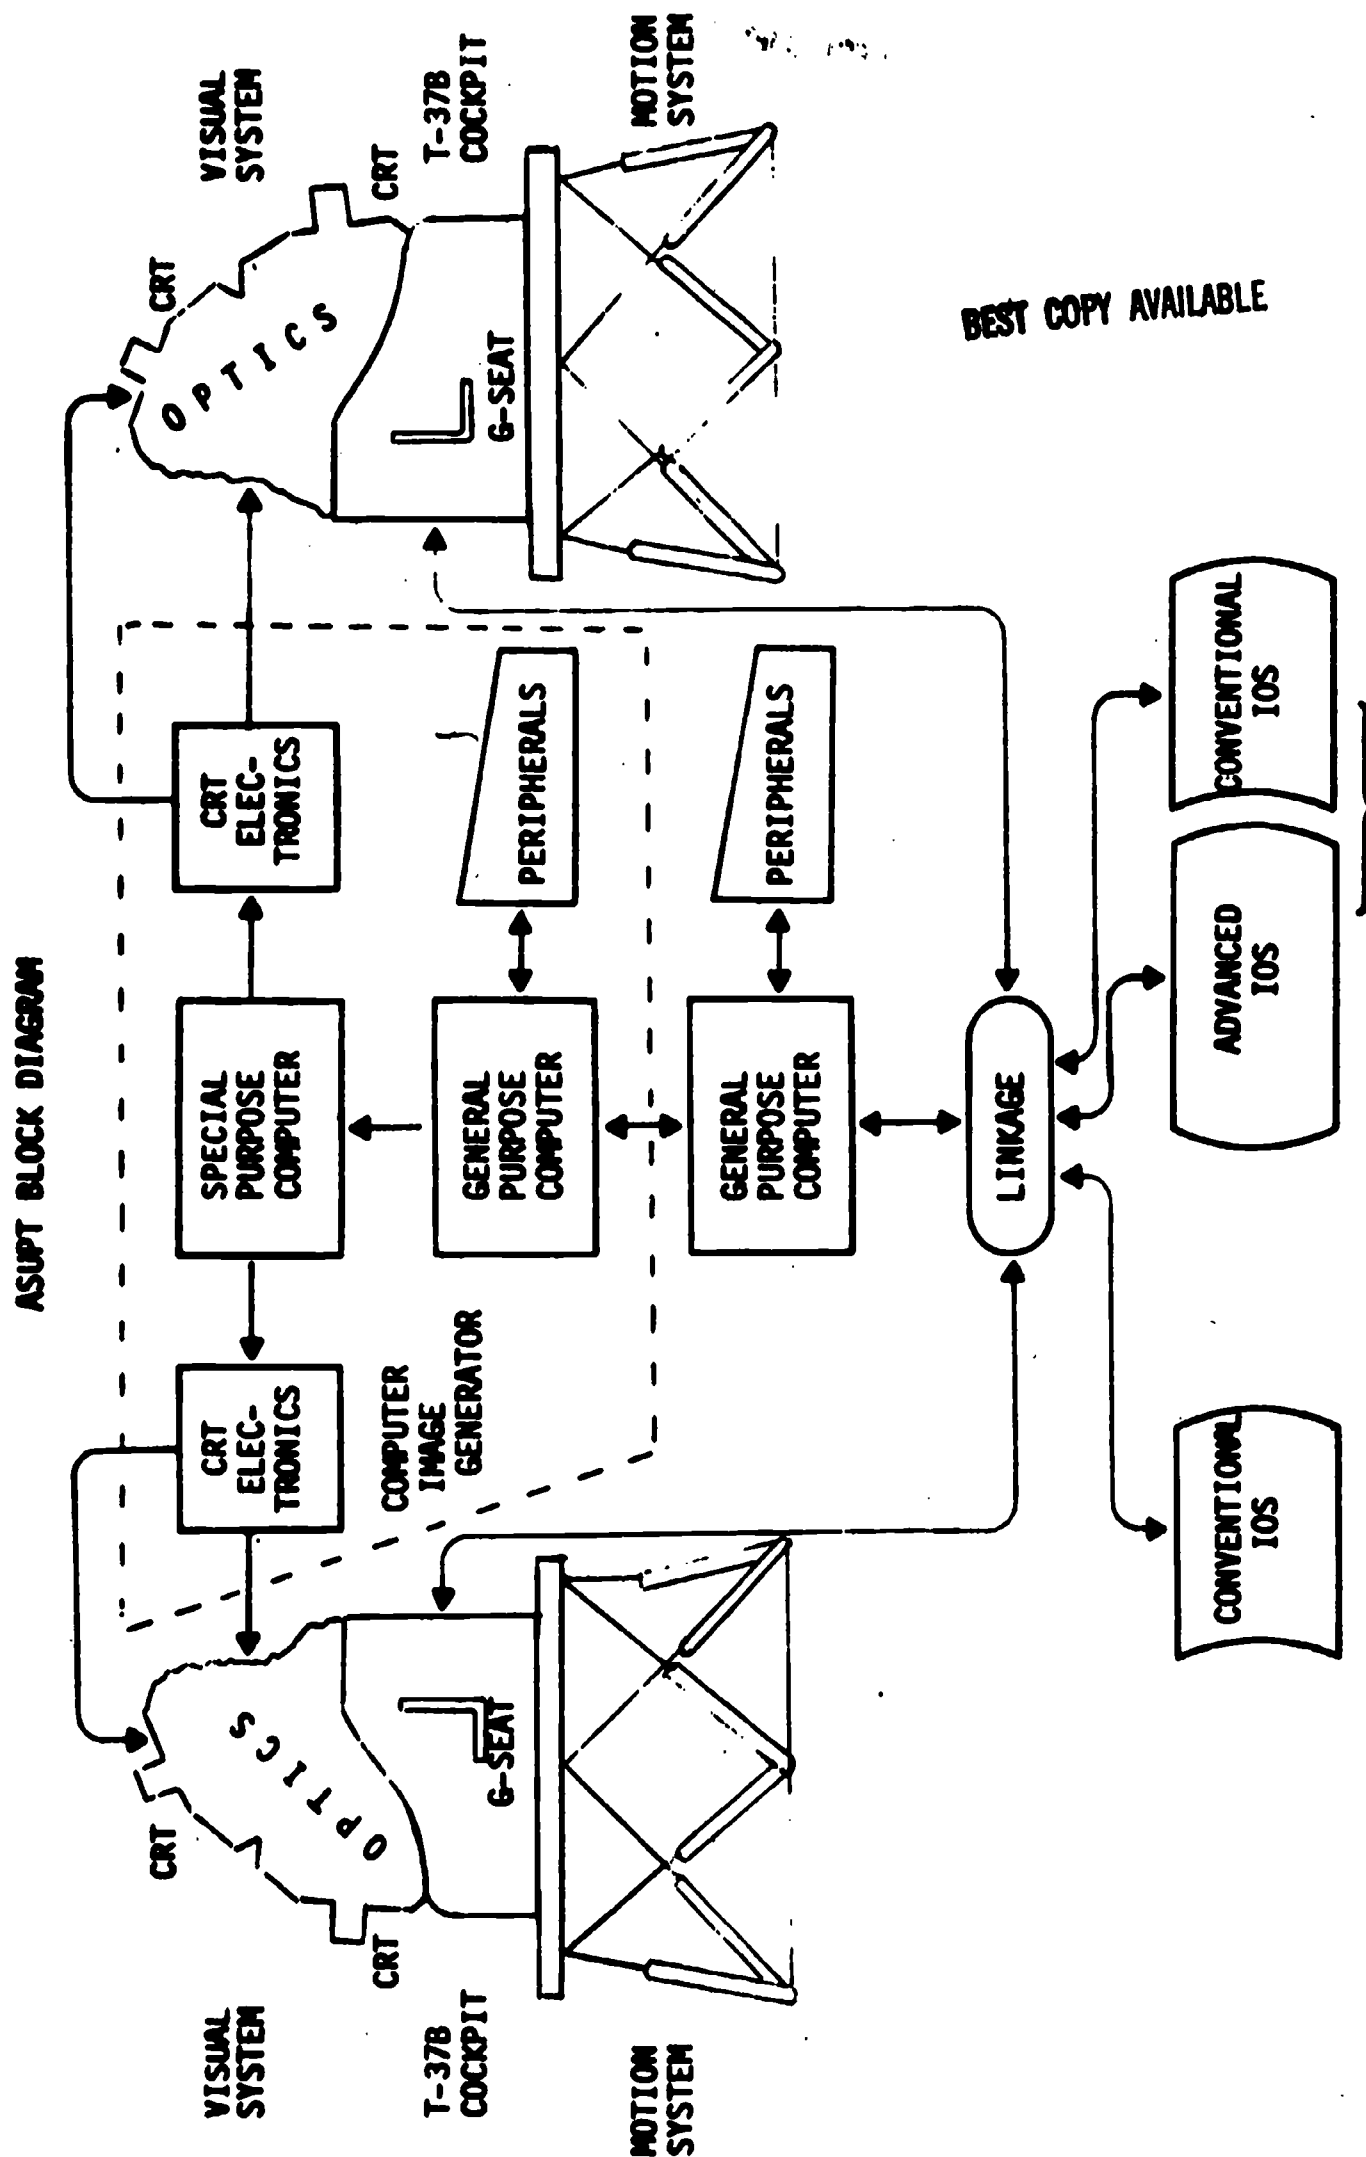 ASUPT BLOCK DIAGRAM
VISUAL
SYSTEM
CRT
CRT
OPTICS
T-37B
COCKPIT
G-SEAT
MOTION
SYSTEM
CRT
ELEC-
TRONICS
COMPUTER
IMAGE
GENERATOR
SPECIAL
PURPOSE
COMPUTER
GENERAL
PURPOSE
COMPUTER
GENERAL
PURPOSE
COMPUTER
CRT
ELEC-
TRONICS
PERIPHERALS
PERIPHERALS
LINKAGE
VISUAL
SYSTEM
CRT
CRT
OPTICS
T-37B
COCKPIT
G-SEAT
MOTION
SYSTEM
CONVENTIONAL
IOS
ADVANCED
IOS
CONVENTIONAL
IOS
BEST COPY AVAILABLE